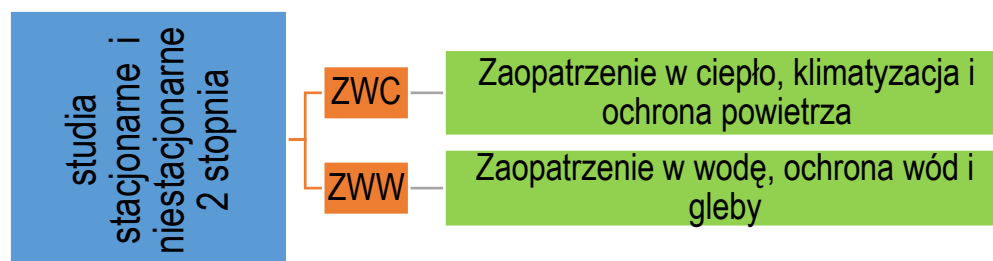 studia
stacjonarne i
niestacjonarne
2 stopnia
ZWC
Zaopatrzenie w ciepło, klimatyzacja i
ochrona powietrza
ZWW
Zaopatrzenie w wodę, ochrona wód i
gleby